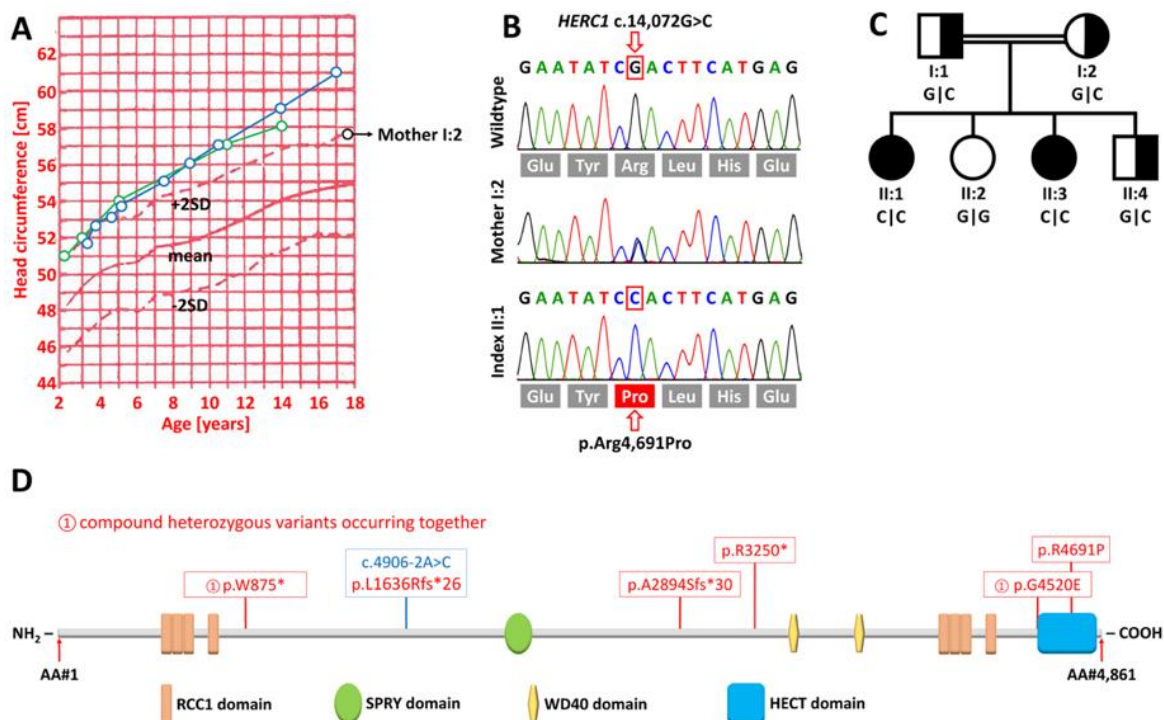 A
Head circumference [cm]
62
60
58
56
54
52
50
48
46
44
Mother I:2
+2SD
mean
-2SD
2 4 6 8 10 12 14 16 18
Age [years]
B
HERC1 c.14,072G>C
Wildtype
GAATATCGACTTCATGAG
Glu Tyr Arg Leu His Glu
Mother I:2
Index II:1
GAATATCCACTTCATGAG
Glu Tyr Pro Leu His Glu
p.Arg4,691Pro
C
I:1 I:2
G|C G|C
II:1 II:2 II:3 II:4
C|C G|G C|C G|C
D
① compound heterozygous variants occurring together
① p.W875*
c.4906-2A>C
p.L1636Rfs*26
p.A2894Sfs*30
p.R3250*
① p.G4520E
p.R4691P
NH₂ –
– COOH
AA#1
AA#4,861
RCC1 domain
SPRY domain
WD40 domain
HECT domain